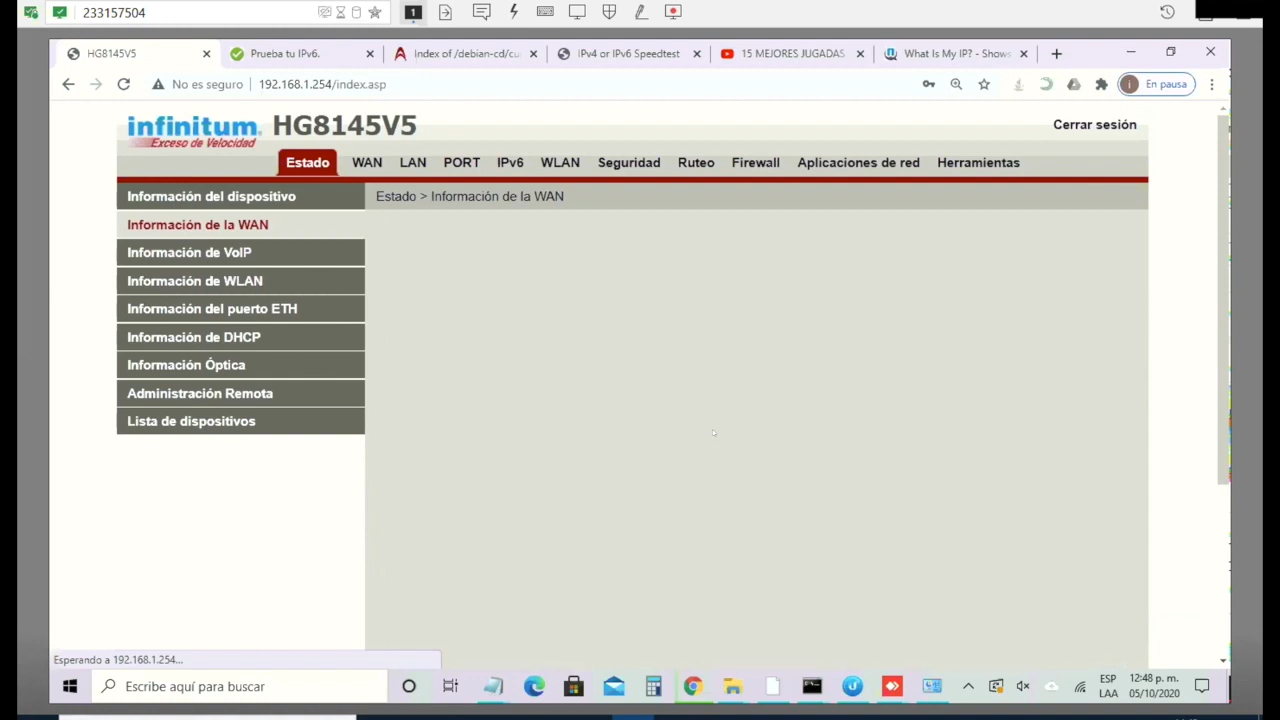 233157504
1
HG8145V5
Prueba tu IPv6.
Index of /debian-cd/cu
IPv4 or IPv6 Speedtest
15 MEJORES JUGADAS
What Is My IP? - Shows
No es seguro
192.168.1.254/index.asp
i
En pausa
infinitum
Exceso de Velocidad
HG8145V5
Cerrar sesión
Estado
WAN
LAN
PORT
IPv6
WLAN
Seguridad
Ruteo
Firewall
Aplicaciones de red
Herramientas
Información del dispositivo
Estado > Información de la WAN
Información de la WAN
Información de VoIP
Información de WLAN
Información del puerto ETH
Información de DHCP
Información Óptica
Administración Remota
Lista de dispositivos
Esperando a 192.168.1.254...
Escribe aquí para buscar
ESP
LAA
12:48 p. m.
05/10/2020